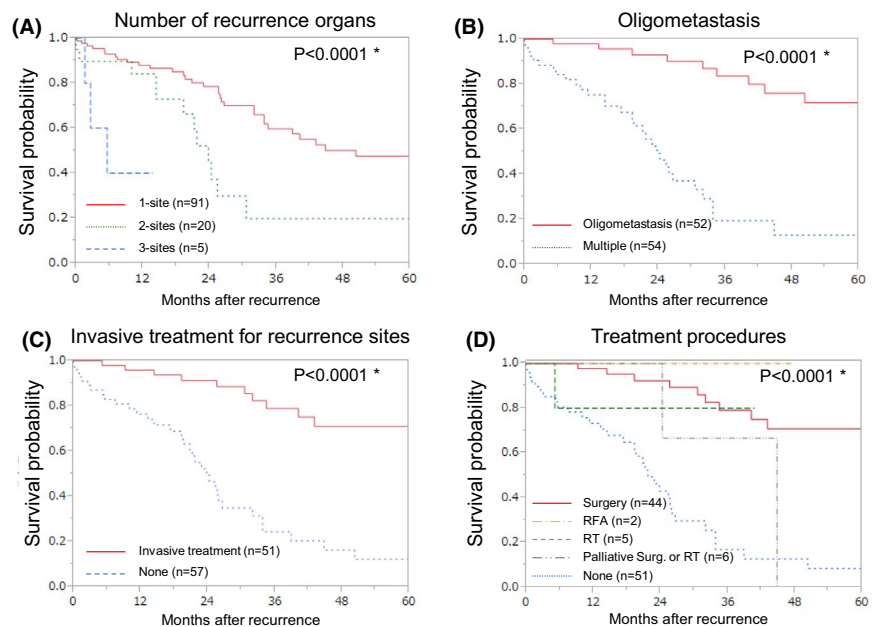 (A)
Number of recurrence organs
P<0.0001 *
Survival probability
1.0
0.8
0.6
0.4
0.2
0.0
1-site (n=91)
2-sites (n=20)
3-sites (n=5)
0 12 24 36 48 60
Months after recurrence
(B)
Oligometastasis
P<0.0001 *
Survival probability
1.0
0.8
0.6
0.4
0.2
0.0
Oligometastasis (n=52)
Multiple (n=54)
0 12 24 36 48 60
Months after recurrence
(C)
Invasive treatment for recurrence sites
P<0.0001 *
Survival probability
1.0
0.8
0.6
0.4
0.2
0.0
Invasive treatment (n=51)
None (n=57)
0 12 24 36 48 60
Months after recurrence
(D)
Treatment procedures
P<0.0001 *
Survival probability
1.0
0.8
0.6
0.4
0.2
0.0
Surgery (n=44)
RFA (n=2)
RT (n=5)
Palliative Surg. or RT (n=6)
None (n=51)
0 12 24 36 48 60
Months after recurrence